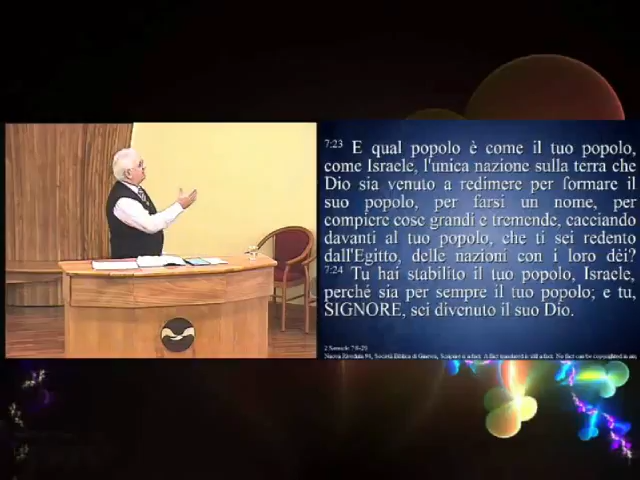 7:23 E qual popolo è come il tuo popolo,
come Israele, l'unica nazione sulla terra che
Dio sia venuto a redimere per formare il
suo popolo, per farsi un nome, per
compiere cose grandi e tremende, cacciando
davanti al tuo popolo, che ti sei redento
dall'Egitto, delle nazioni con i loro dèi?
7:24 Tu hai stabilito il tuo popolo, Israele,
perché sia per sempre il tuo popolo; e tu,
SIGNORE, sei divenuto il suo Dio.
2 Samuele
Nuova Riveduta 94, Società Biblica di Ginevra,